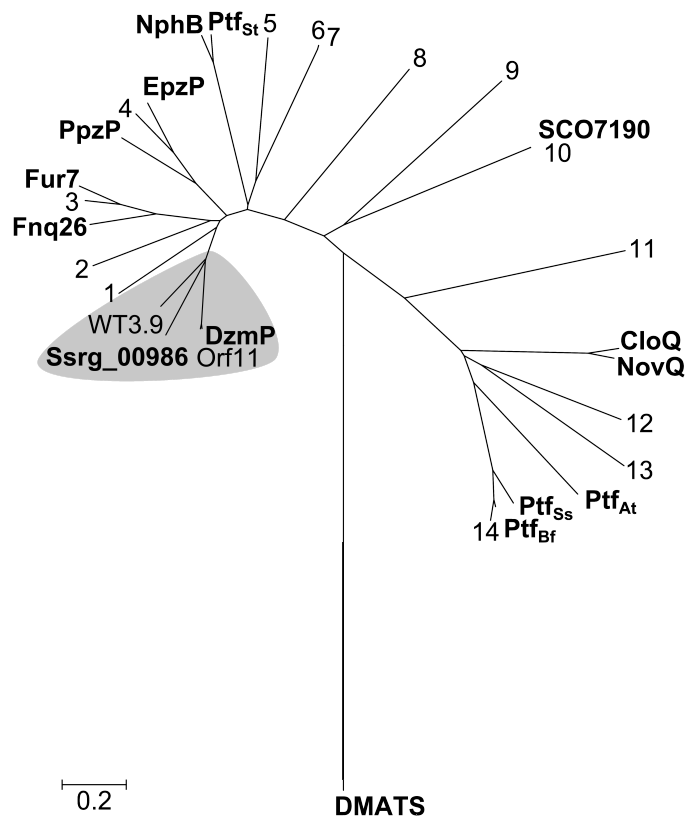 NphB Ptf St 5 6 7
8
9
EpzP
4
PpzP
SCO7190
10
Fur7
3
Fnq26
11
2
1
WT3.9
DzmP
Ssrg_00986 Orf11
CloQ
NovQ
12
13
Ptf At
Ptf Ss
14 Ptf Bf
0.2
DMATS